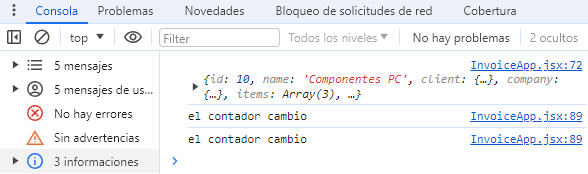 Consola Problemas Novedades Bloqueo de solicitudes de red Cobertura
top Filter Todos los niveles No hay problemas 2 ocultos
5 mensajes
5 mensajes de us...
No hay errores
Sin advertencias
3 informaciones
InvoiceApp.jsx:72
{id: 10, name: 'Componentes PC', client: {…}, company:
{…}, items: Array(3), …}
el contador cambio InvoiceApp.jsx:89
el contador cambio InvoiceApp.jsx:89